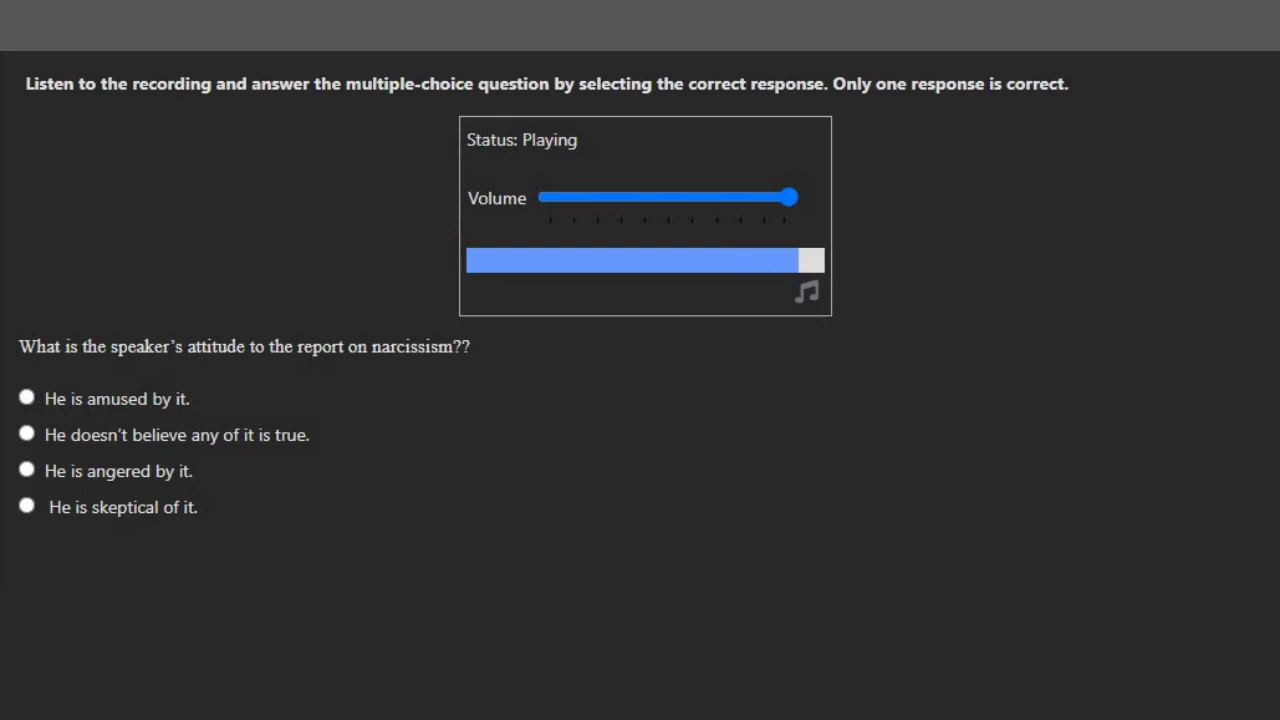 Listen to the recording and answer the multiple-choice question by selecting the correct response. Only one response is correct.
Status: Playing
Volume
What is the speaker’s attitude to the report on narcissism??
He is amused by it.
He doesn’t believe any of it is true.
He is angered by it.
He is skeptical of it.